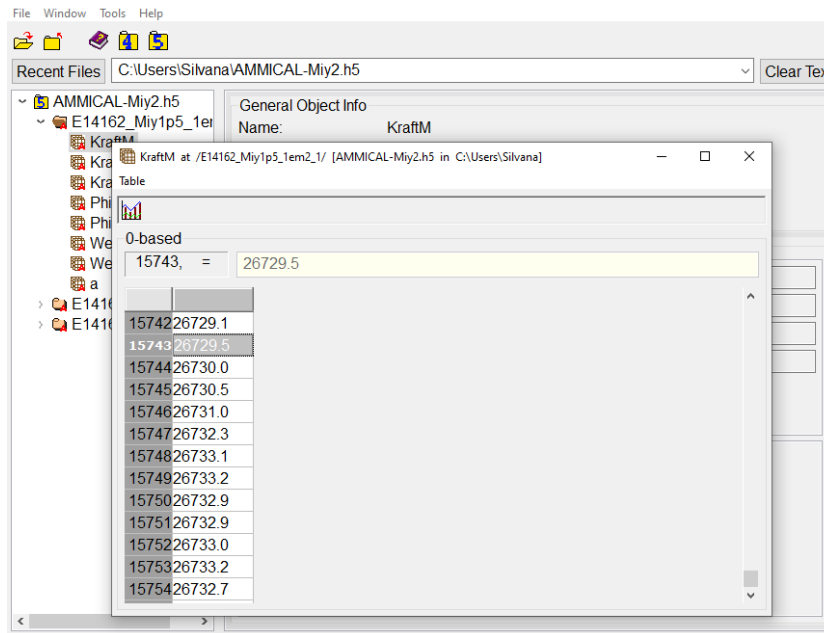 File Window Tools Help
4 5
Recent Files C:\Users\Silvana\AMMICAL-Miy2.h5 Clear Tex
5 AMMICAL-Miy2.h5
E14162_Miy1p5_1em
KraftM
Kra
Kra
Phi
Phi
We
We
a
E1416
E1416
General Object Info
Name: KraftM
KraftM at /E14162_Miy1p5_1em2_1/ [AMMICAL-Miy2.h5 in C:\Users\Silvana]
Table
0-based
15743, = 26729.5
15742 26729.1
15743 26729.5
15744 26730.0
15745 26730.5
15746 26731.0
15747 26732.3
15748 26733.1
15749 26733.2
15750 26732.9
15751 26732.9
15752 26733.0
15753 26733.2
15754 26732.7